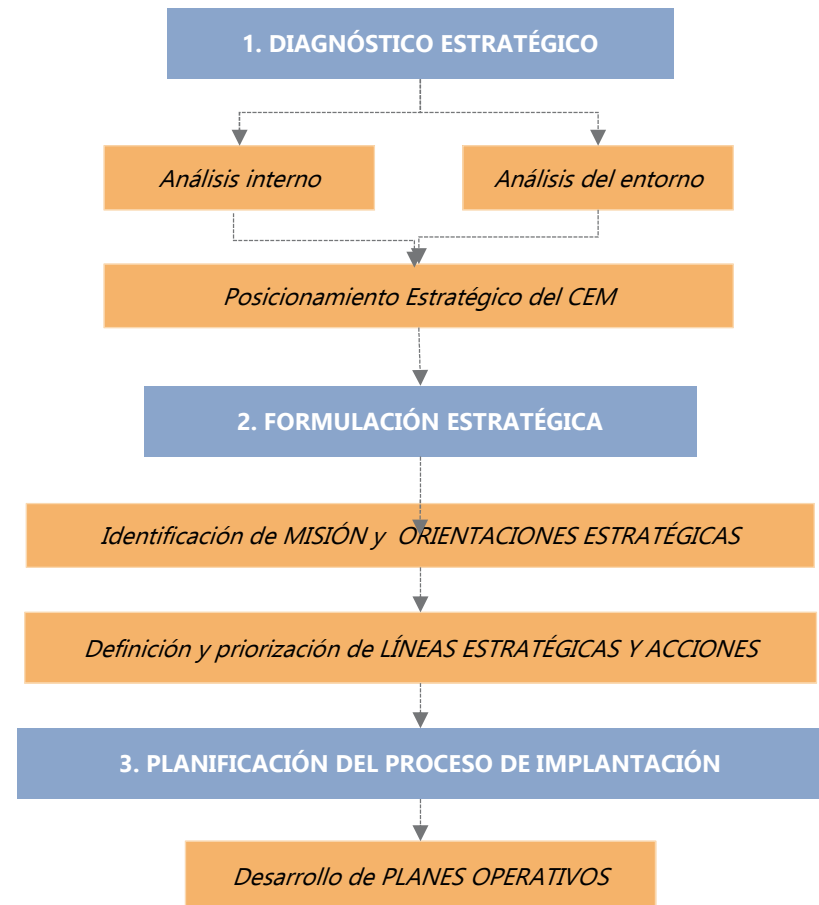 1. DIAGNÓSTICO ESTRATÉGICO
Análisis interno
Análisis del entorno
Posicionamiento Estratégico del CEM
2. FORMULACIÓN ESTRATÉGICA
Identificación de MISIÓN y ORIENTACIONES ESTRATÉGICAS
Definición y priorización de LÍNEAS ESTRATÉGICAS Y ACCIONES
3. PLANIFICACIÓN DEL PROCESO DE IMPLANTACIÓN
Desarrollo de PLANES OPERATIVOS